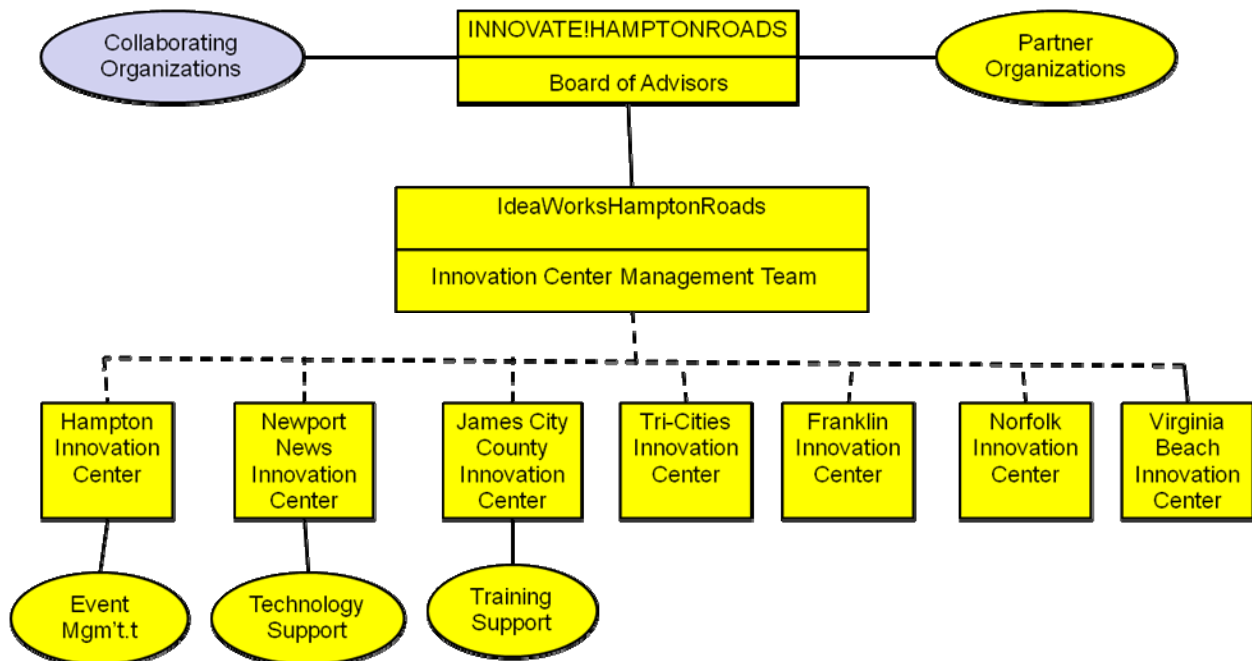 Collaborating
Organizations
INNOVATE!HAMPTONROADS
Board of Advisors
Partner
Organizations
IdeaWorksHamptonRoads
Innovation Center Management Team
Hampton
Innovation
Center
Newport
News
Innovation
Center
James City
County
Innovation
Center
Tri-Cities
Innovation
Center
Franklin
Innovation
Center
Norfolk
Innovation
Center
Virginia
Beach
Innovation
Center
Event
Mgm't.t
Technology
Support
Training
Support